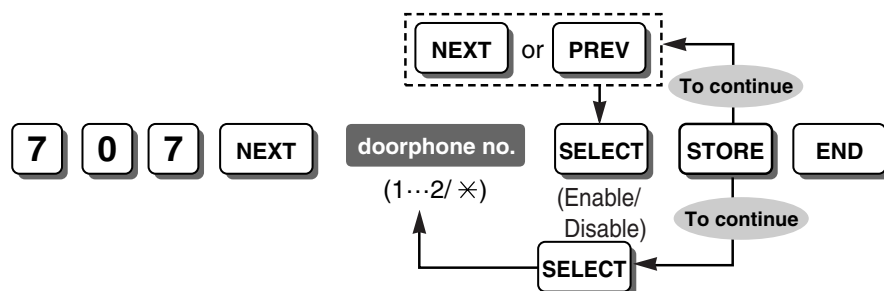 NEXT or PREV
To continue
7 0 7 NEXT doorphone no. SELECT STORE END
(1···2/ ✳)
(Enable/
Disable)
To continue
SELECT